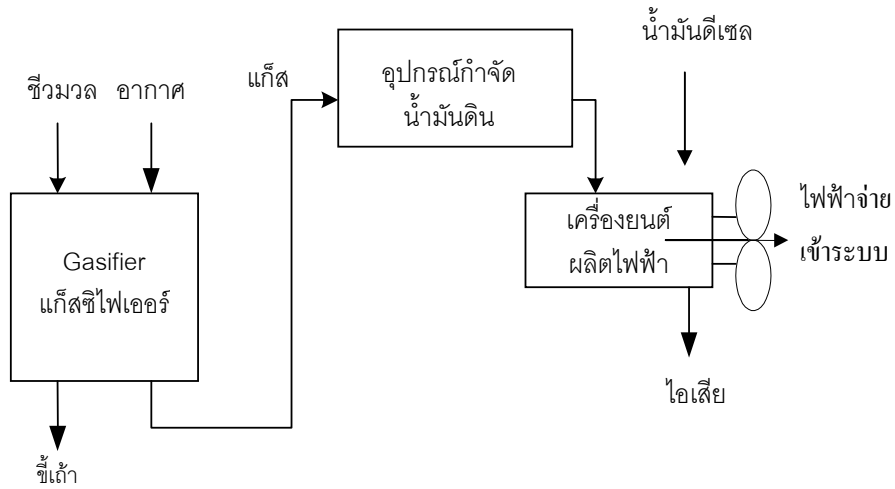 น้ำมันดีเซล
แก็ส
อุปกรณ์กำจัด
น้ำมันดิน
ชีวมวล อากาศ
ไฟฟ้าจ่าย
เข้าระบบ
เครื่องยนต์
ผลิตไฟฟ้า
Gasifier
แก็สซิไฟเออร์
ไอเสีย
ขี้เถ้า